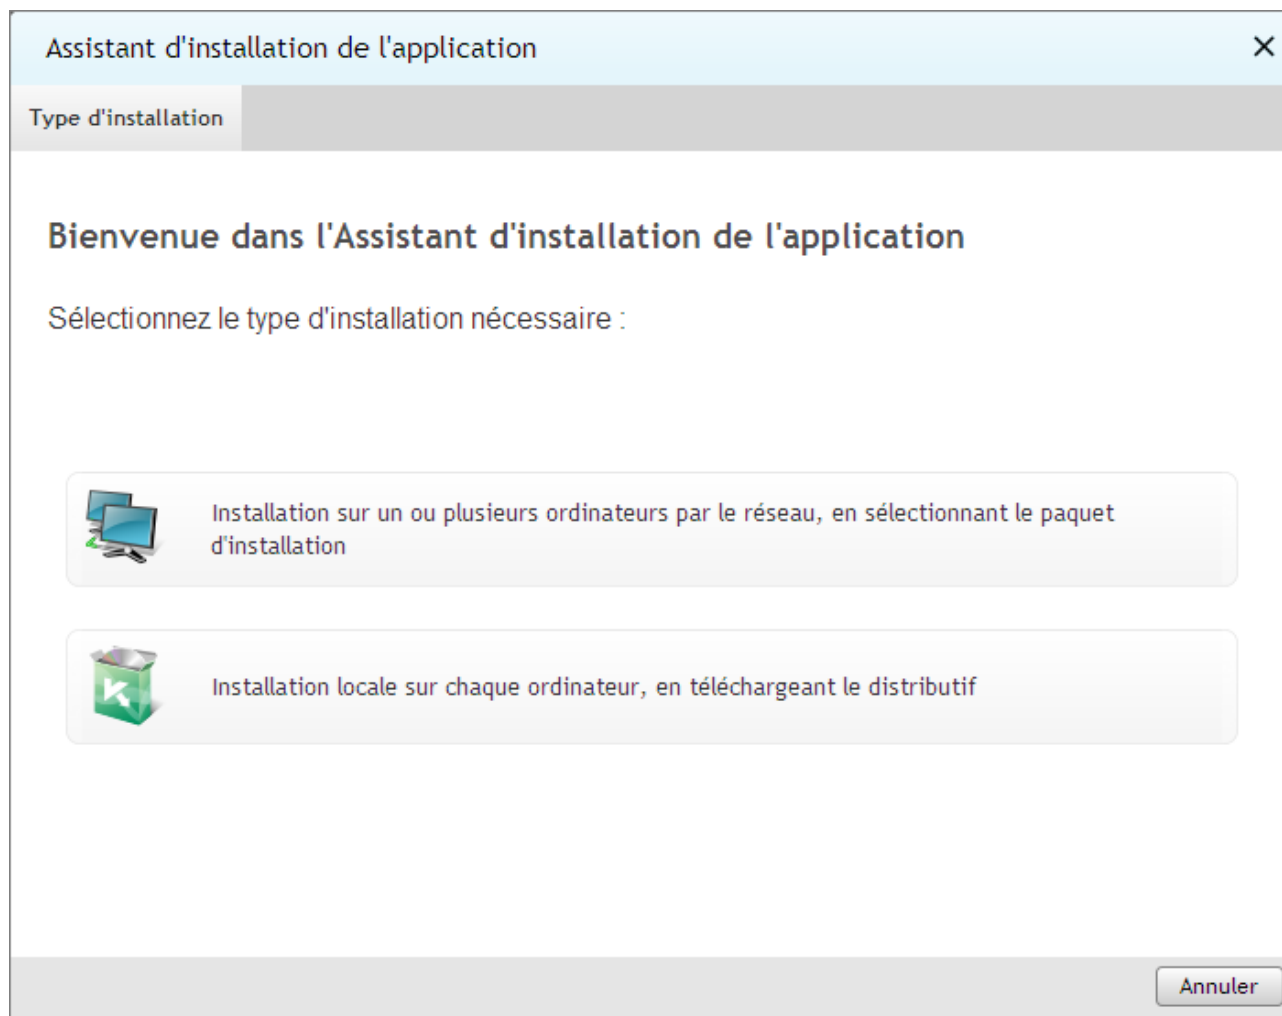 Assistant d'installation de l'application
Type d'installation
Bienvenue dans l'Assistant d'installation de l'application
Sélectionnez le type d'installation nécessaire :
Installation sur un ou plusieurs ordinateurs par le réseau, en sélectionnant le paquet
d'installation
Installation locale sur chaque ordinateur, en téléchargeant le distributif
Annuler